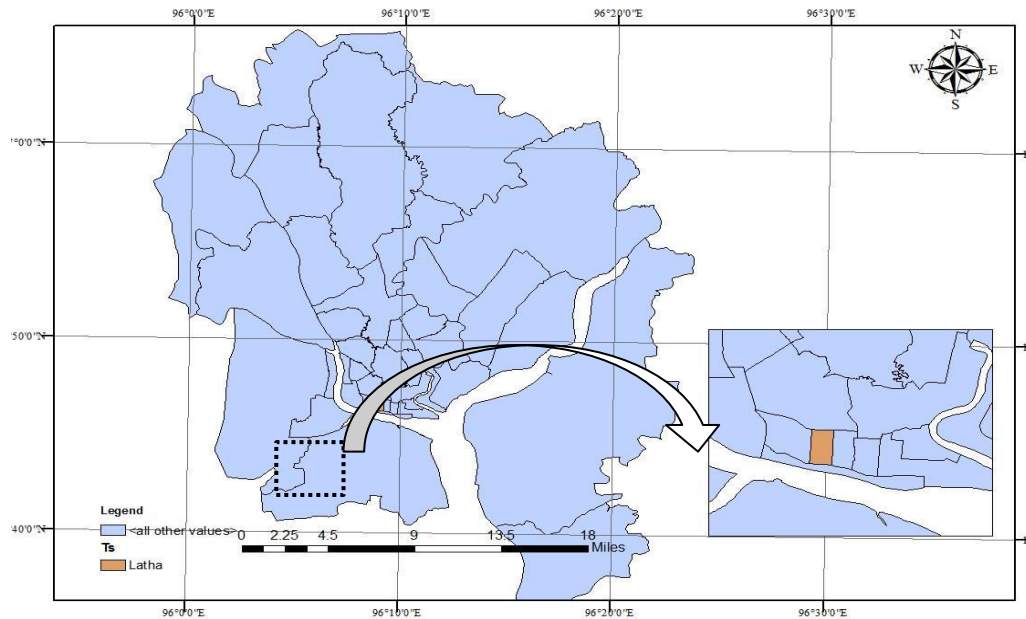 96°0'0"E 96°10'0"E 96°20'0"E 96°30'0"E
N
W E
S
°0'0"N
50'0"N
40'0"N
Legend
<all other values>
Ts
Latha
0 2.25 4.5 9 13.5 18
Miles
96°0'0"E 96°10'0"E 96°20'0"E 96°30'0"E